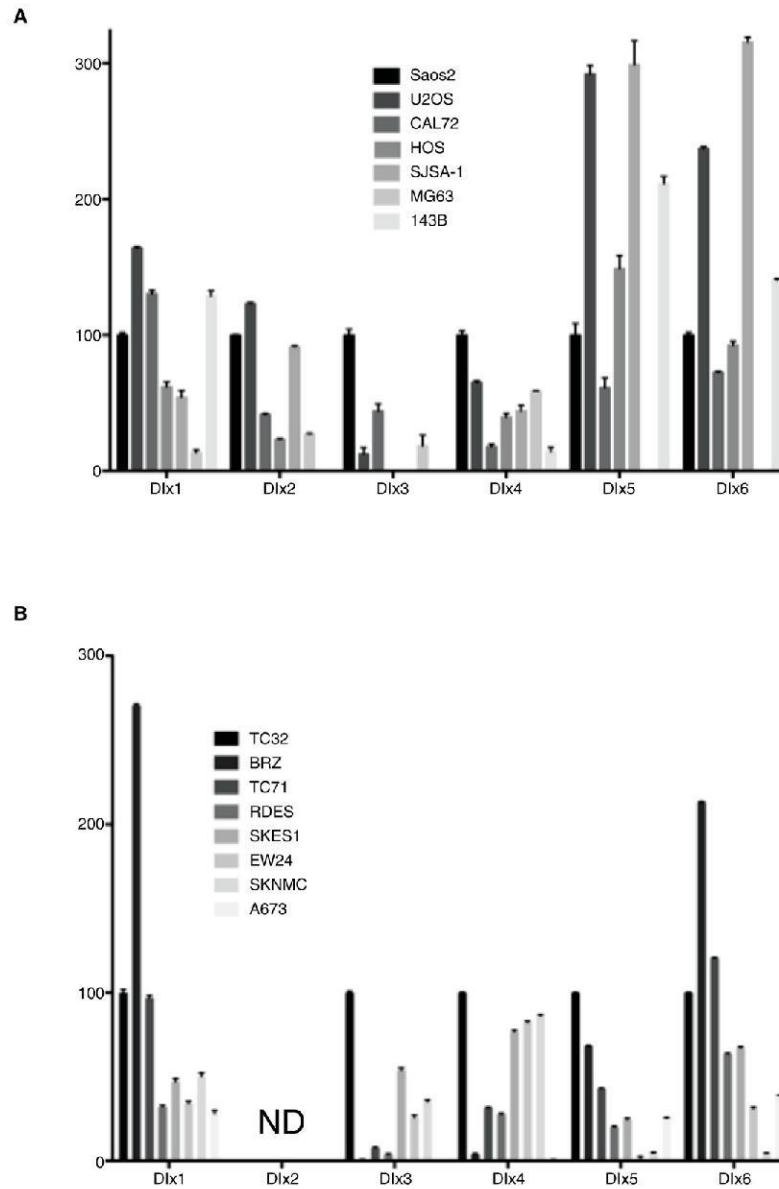 A
300
200
100
0
Saos2
U2OS
CAL72
HOS
SJSA-1
MG63
143B
Dlx1 Dlx2 Dlx3 Dlx4 Dlx5 Dlx6
B
300
200
100
0
TC32
BRZ
TC71
RDES
SKES1
EW24
SKNMC
A673
ND
Dlx1 Dlx2 Dlx3 Dlx4 Dlx5 Dlx6